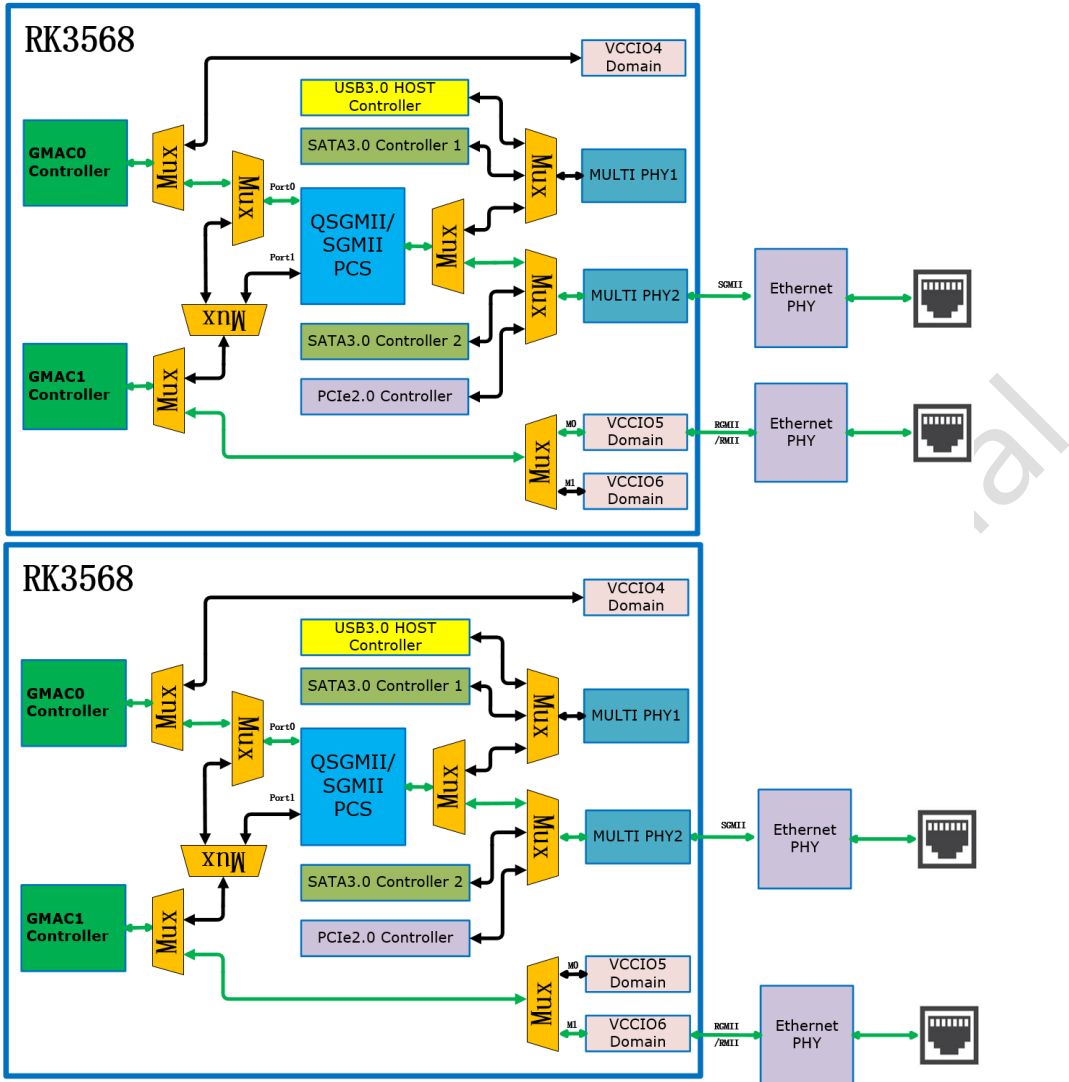 RK3568
VCCIO4
Domain
USB3.0 HOST
Controller
GMAC0
Controller
Mux
Mux
SATA3.0 Controller 1
Mux
MULTI PHY1
Port0
QSGMII/
SGMII
PCS
Mux
Port1
Mux
Mux
MULTI PHY2
SGMII
Ethernet
PHY
SATA3.0 Controller 2
GMAC1
Controller
Mux
PCIe2.0 Controller
Mux
M0
VCCIO5
Domain
RGMII
/RMII
Ethernet
PHY
M1
VCCIO6
Domain
al
RK3568
VCCIO4
Domain
USB3.0 HOST
Controller
GMAC0
Controller
Mux
Mux
SATA3.0 Controller 1
Mux
MULTI PHY1
Port0
QSGMII/
SGMII
PCS
Mux
Port1
Mux
Mux
MULTI PHY2
SGMII
Ethernet
PHY
SATA3.0 Controller 2
GMAC1
Controller
Mux
PCIe2.0 Controller
Mux
M0
VCCIO5
Domain
M1
VCCIO6
Domain
RGMII
/RMII
Ethernet
PHY